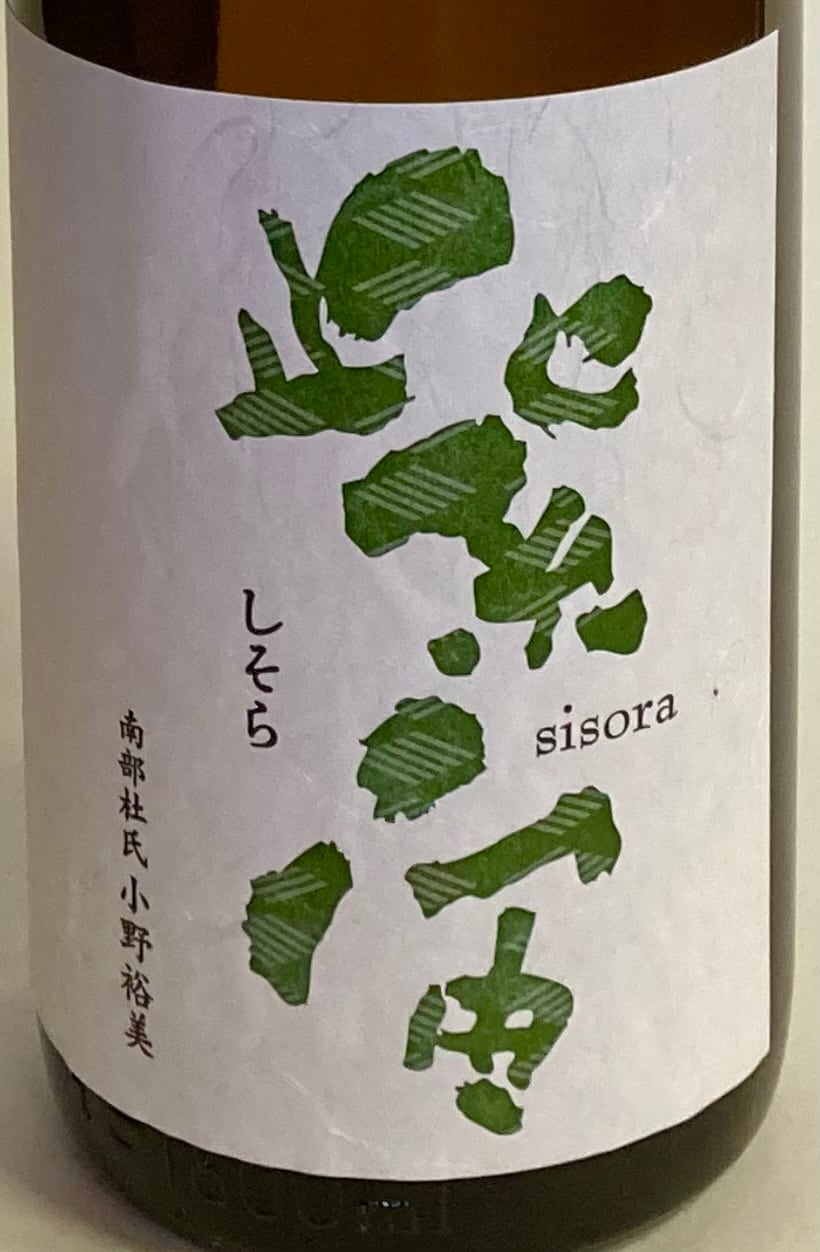 紫宙
sisora
しそら
南部杜氏 小野裕美